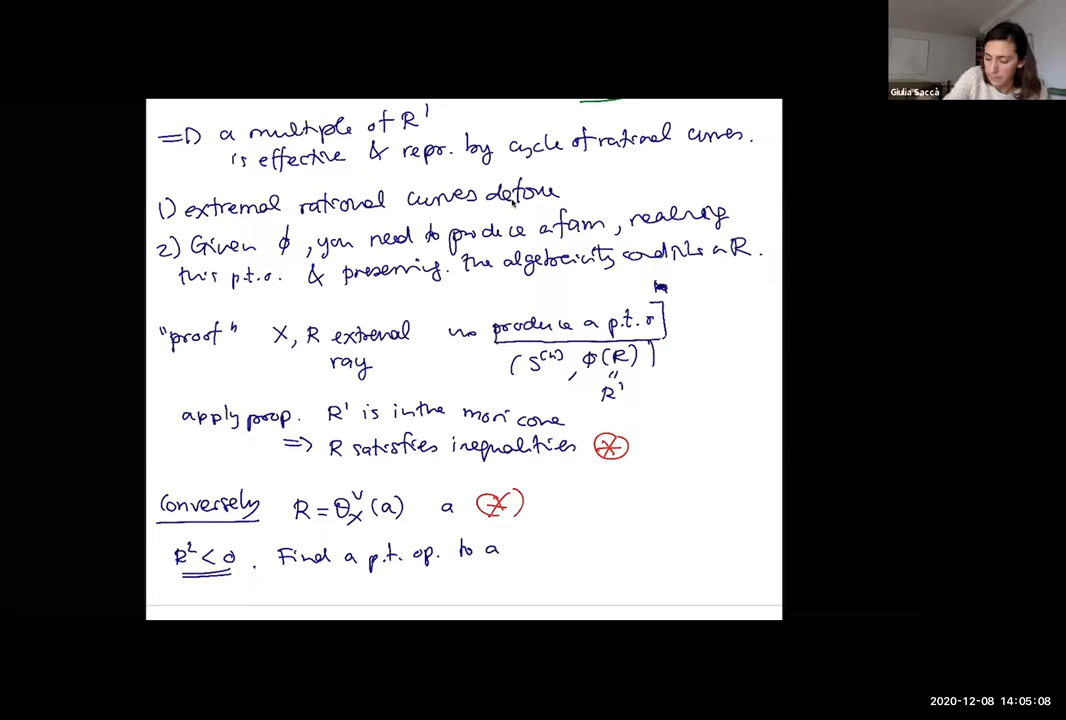 Giulia Saccà
=> a multiple of R'
is effective & repr. by cycle of rational curves.
1) extremal rational curves deform
2) Given ϕ, you need to produce a fam, realizing
this p.t.o. & preserving the algebraicity condit's on R.
"proof" X, R extremal produce a p.t. o
ray (S^{[n]}, ϕ(R))
"
R'
apply prop. R' is in the mori cone
=> R satisfies inequalities (*)
Conversely R = θ_X^∨(a) a (*)
R² < 0. Find a p.t. op. to a
2020-12-08 14:05:08